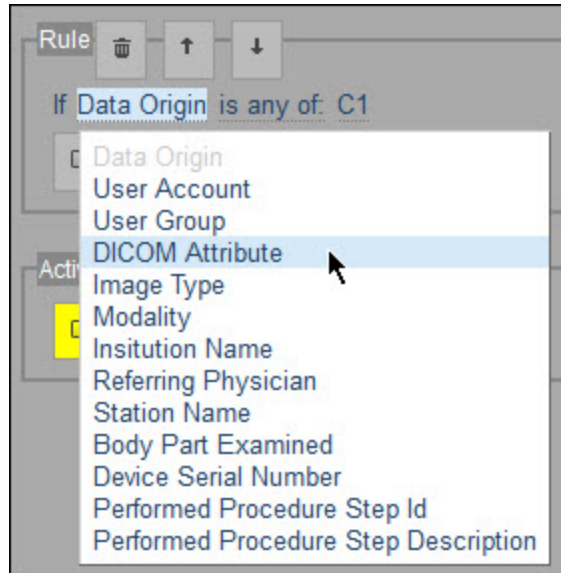 Rule
If Data Origin is any of: C1
Data Origin
User Account
User Group
DICOM Attribute
Image Type
Modality
Insitution Name
Referring Physician
Station Name
Body Part Examined
Device Serial Number
Performed Procedure Step Id
Performed Procedure Step Description